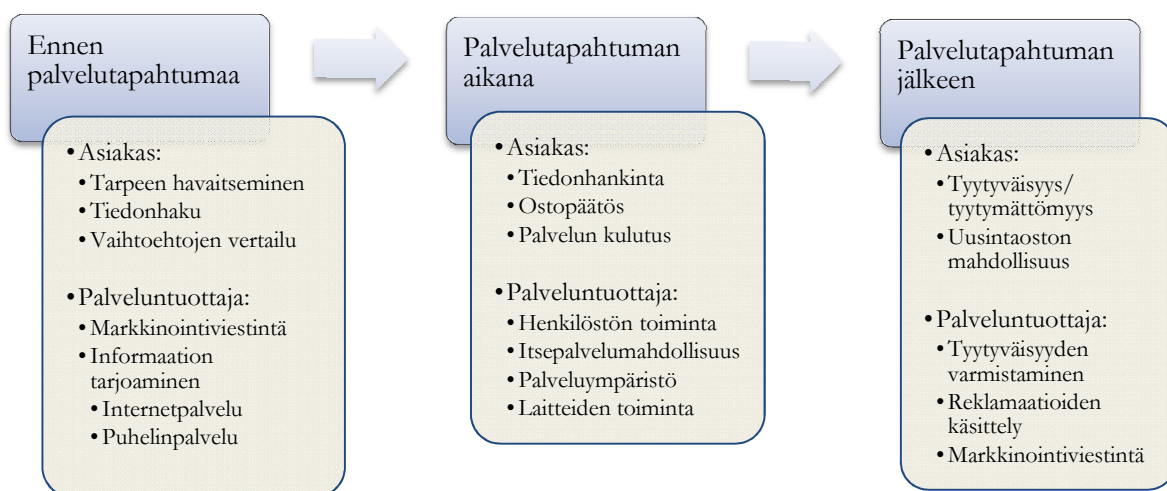 Ennen
palvelutapahtumaa
• Asiakas:
• Tarpeen havaitseminen
• Tiedonhaku
• Vaihtoehtojen vertailu
• Palveluntuottaja:
• Markkinointiviestintä
• Informaation
tarjoaminen
• Internetpalvelu
• Puhelinpalvelu
Palvelutapahtuman
aikana
• Asiakas:
• Tiedonhankinta
• Ostopäätös
• Palvelun kulutus
• Palveluntuottaja:
• Henkilöstön toiminta
• Itsepalvelumahdollisuus
• Palveluympäristö
• Laitteiden toiminta
Palvelutapahtuman
jälkeen
• Asiakas:
• Tyytyväisyys/
tyytymättömyys
• Uusintaoston
mahdollisuus
• Palveluntuottaja:
• Tyytyväisyyden
varmistaminen
• Reklamaatioiden
käsittely
• Markkinointiviestintä